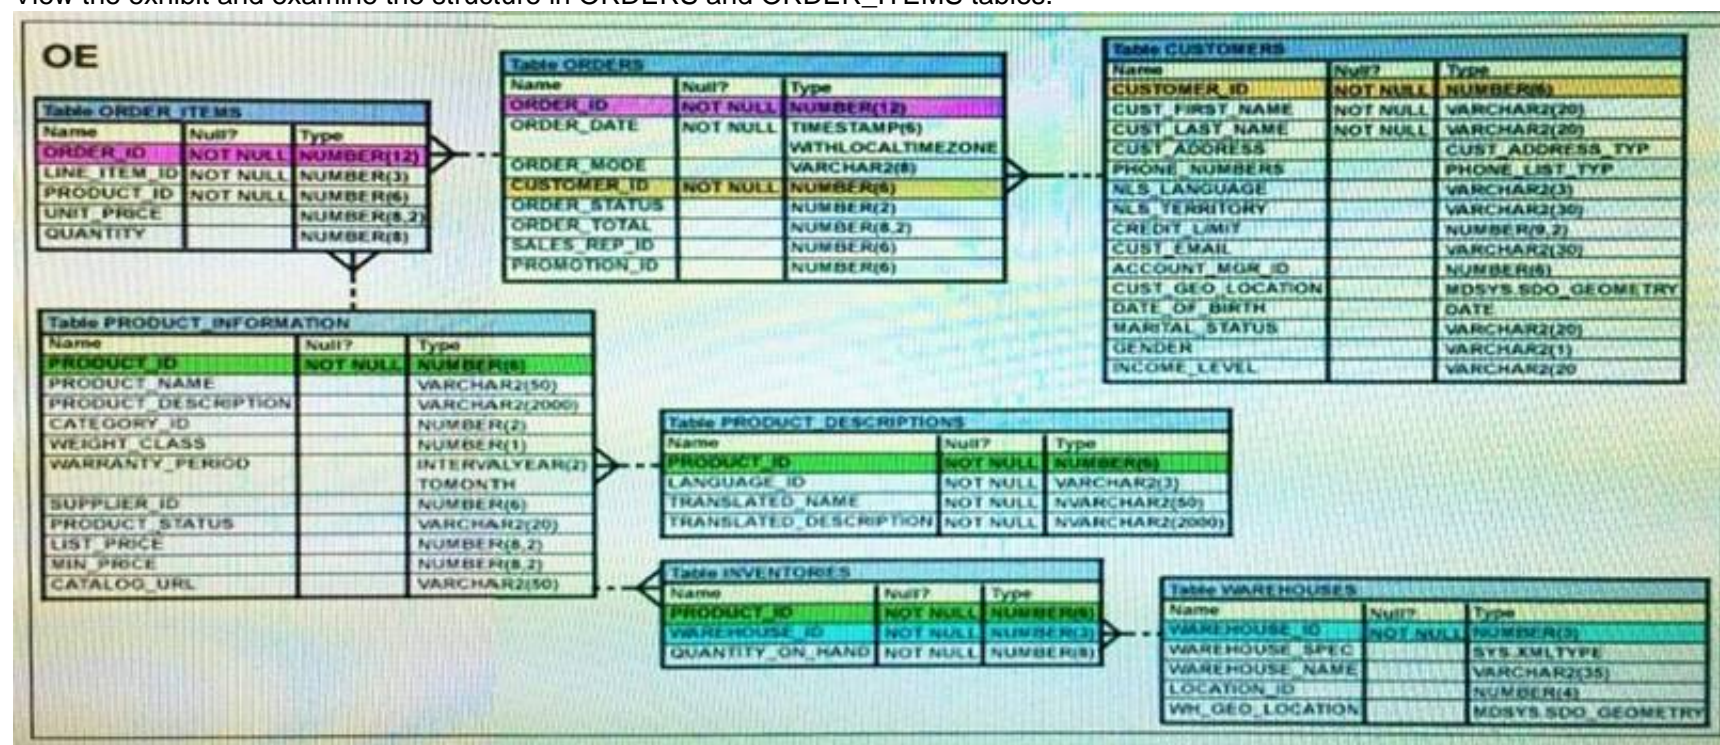 View the exhibit and examine the structure in ORDERS and ORDER_ITEMS tables.
OE
Table ORDER_ITEMS
Name Null? Type
ORDER_ID NOT NULL NUMBER(12)
LINE_ITEM_ID NOT NULL NUMBER(3)
PRODUCT_ID NOT NULL NUMBER(6)
UNIT_PRICE NUMBER(8,2)
QUANTITY NUMBER(8)
Table ORDERS
Name Null? Type
ORDER_ID NOT NULL NUMBER(12)
ORDER_DATE NOT NULL TIMESTAMP(6)
WITHLOCALTIMEZONE
ORDER_MODE VARCHAR2(8)
CUSTOMER_ID NOT NULL NUMBER(6)
ORDER_STATUS NUMBER(2)
ORDER_TOTAL NUMBER(8,2)
SALES_REP_ID NUMBER(6)
PROMOTION_ID NUMBER(6)
Table CUSTOMERS
Name Null? Type
CUSTOMER_ID NOT NULL NUMBER(6)
CUST_FIRST_NAME NOT NULL VARCHAR2(20)
CUST_LAST_NAME NOT NULL VARCHAR2(20)
CUST_ADDRESS CUST_ADDRESS_TYP
PHONE_NUMBERS PHONE_LIST_TYP
NLS_LANGUAGE VARCHAR2(3)
NLS_TERRITORY VARCHAR2(30)
CREDIT_LIMIT NUMBER(9,2)
CUST_EMAIL VARCHAR2(30)
ACCOUNT_MGR_ID NUMBER(6)
CUST_GEO_LOCATION MDSYS.SDO_GEOMETRY
DATE_OF_BIRTH DATE
MARITAL_STATUS VARCHAR2(20)
GENDER VARCHAR2(1)
INCOME_LEVEL VARCHAR2(20
Table PRODUCT_INFORMATION
Name Null? Type
PRODUCT_ID NOT NULL NUMBER(6)
PRODUCT_NAME VARCHAR2(50)
PRODUCT_DESCRIPTION VARCHAR2(2000)
CATEGORY_ID NUMBER(2)
WEIGHT_CLASS NUMBER(1)
WARRANTY_PERIOD INTERVALYEAR(2)
TOMONTH
SUPPLIER_ID NUMBER(6)
PRODUCT_STATUS VARCHAR2(20)
LIST_PRICE NUMBER(8,2)
MIN_PRICE NUMBER(8,2)
CATALOG_URL VARCHAR2(50)
Table PRODUCT_DESCRIPTIONS
Name Null? Type
PRODUCT_ID NOT NULL NUMBER(6)
LANGUAGE_ID NOT NULL VARCHAR2(3)
TRANSLATED_NAME NOT NULL NVARCHAR2(50)
TRANSLATED_DESCRIPTION NOT NULL NVARCHAR2(2000)
Table INVENTORIES
Name Null? Type
PRODUCT_ID NOT NULL NUMBER(6)
WAREHOUSE_ID NOT NULL NUMBER(3)
QUANTITY_ON_HAND NOT NULL NUMBER(8)
Table WAREHOUSES
Name Null? Type
WAREHOUSE_ID NOT NULL NUMBER(3)
WAREHOUSE_SPEC SYS.XMLTYPE
WAREHOUSE_NAME VARCHAR2(35)
LOCATION_ID NUMBER(4)
WH_GEO_LOCATION MDSYS.SDO_GEOMETRY